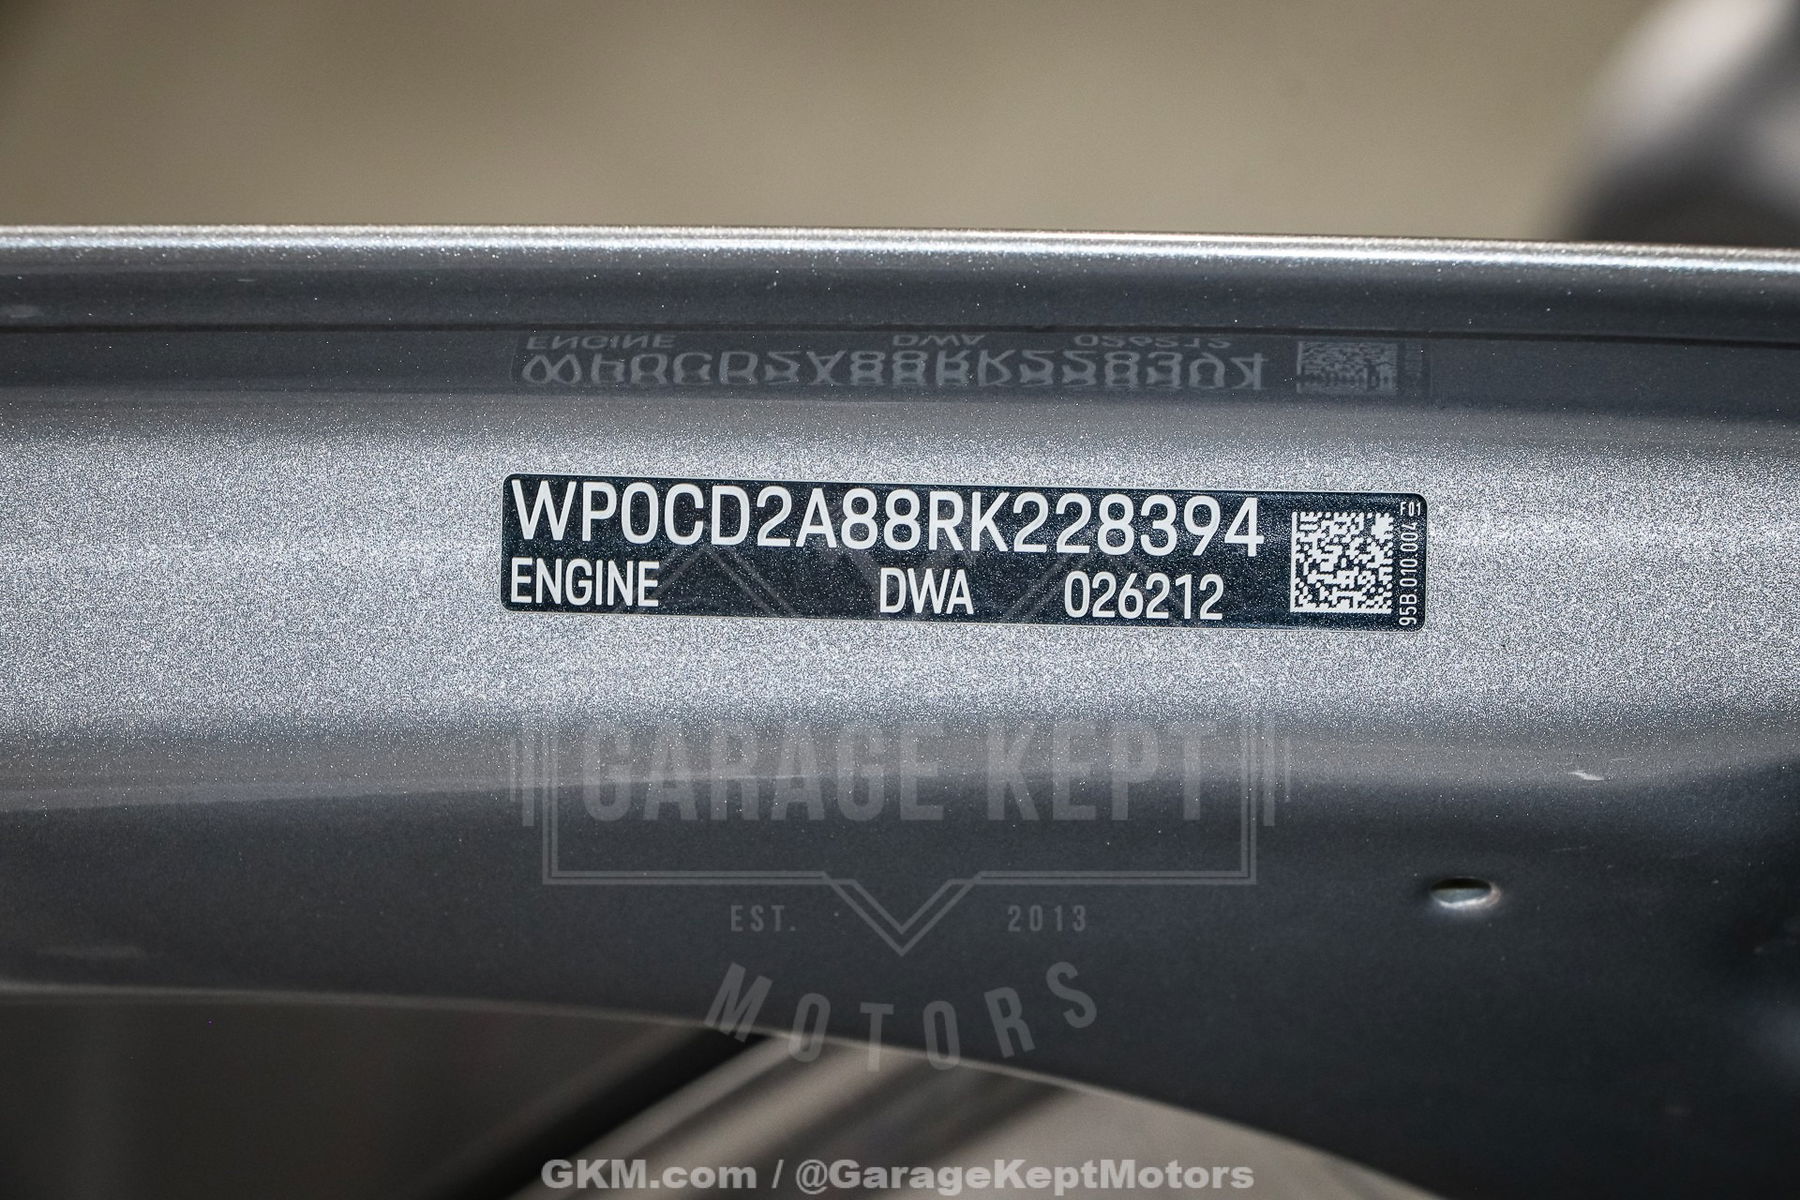 WP0CD2A88RK228394
ENGINE DWA 026212
F01
95B.010.004
GARAGE KEPT
EST. 2013
MOTORS
GKM.com / @GarageKeptMotors